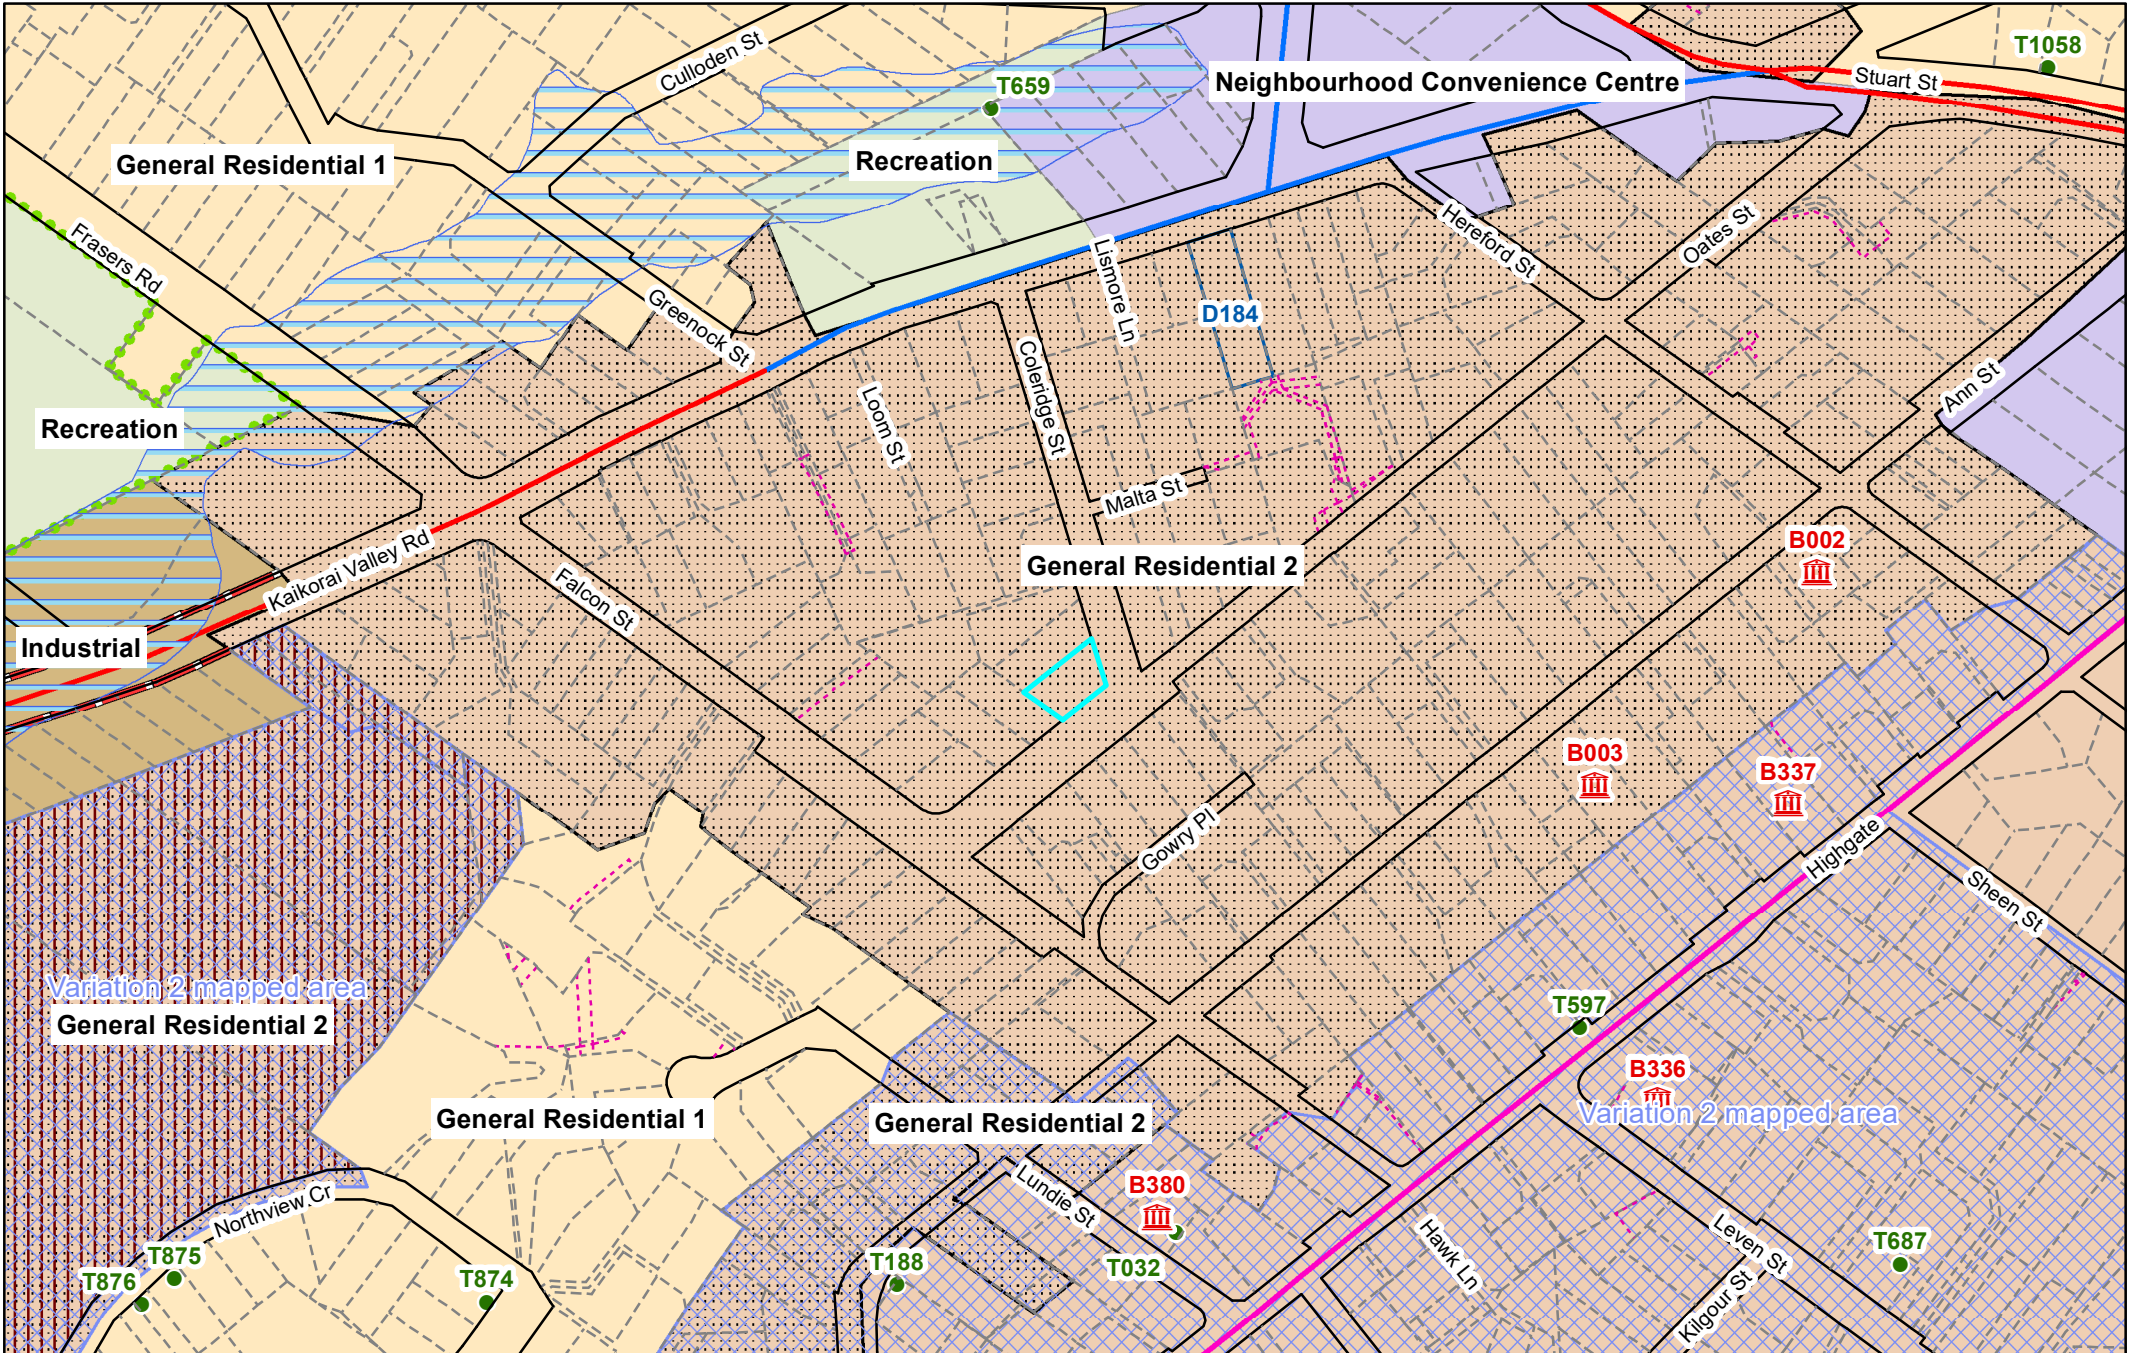 Culloden St
T659
Neighbourhood Convenience Centre
T1058
Stuart St
General Residential 1
Recreation
Frasers Rd
Greenock St
Lismore Ln
Hereford St
Oates St
D184
Recreation
Loom St
Coleridge St
Ann St
Malta St
Kaikorai Valley Rd
Falcon St
General Residential 2
B002
Industrial
B003
B337
Gowry Pl
Highgate
Sheen St
Variation 2 mapped area
General Residential 2
T597
B336
Variation 2 mapped area
General Residential 1
General Residential 2
Lundie St
B380
T032
Northview Cr
T875
T876
T874
T188
Hawk Ln
Leven St
Kilgour St
T687